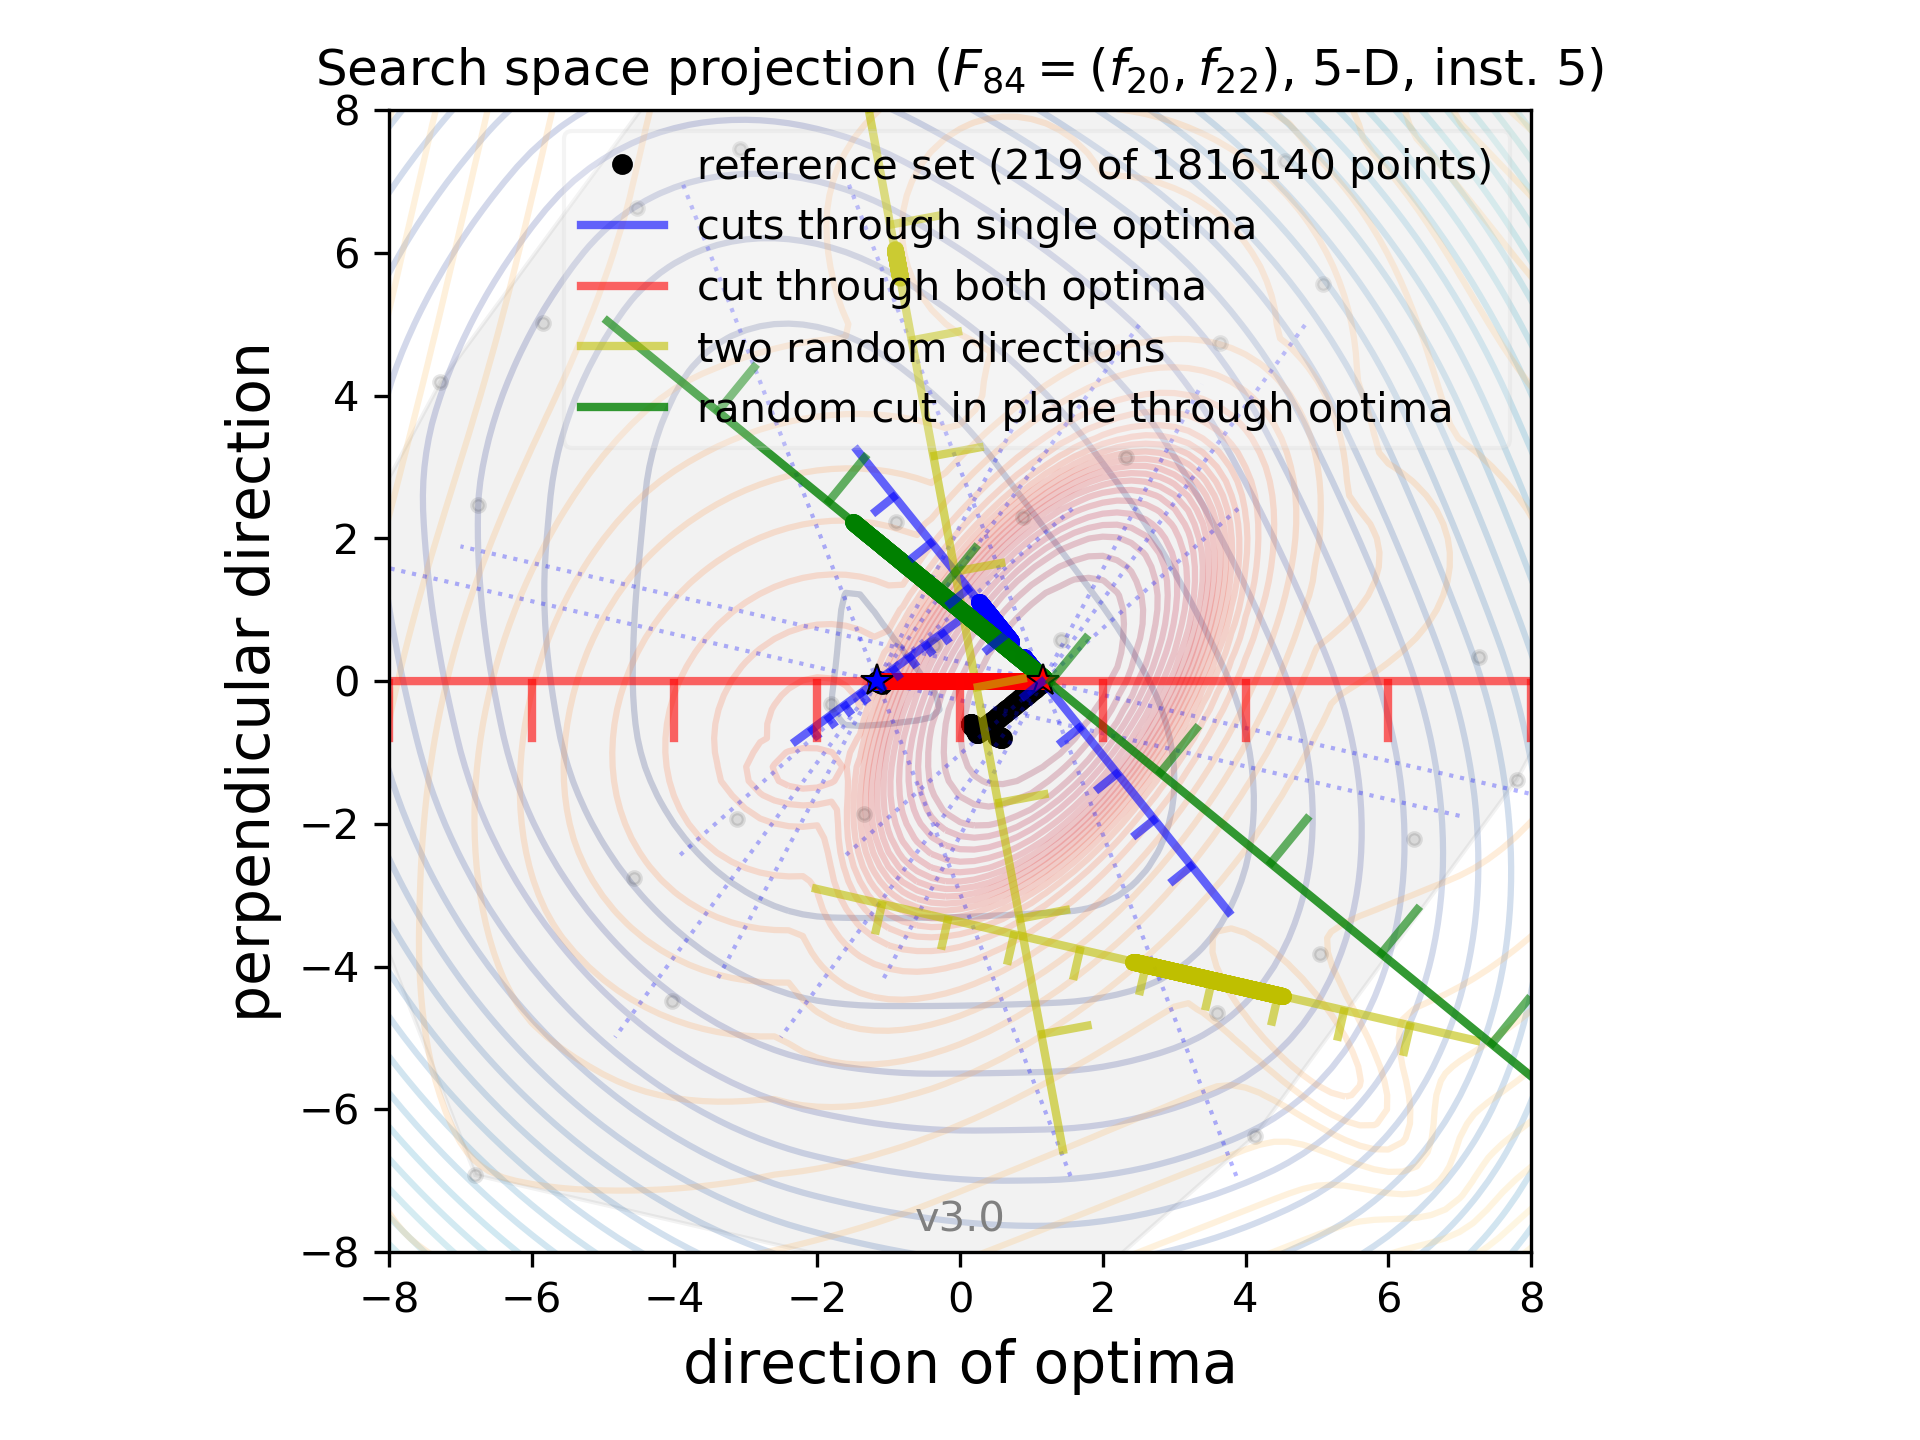 Search space projection (F₈₄ = (f₂₀, f₂₂), 5-D, inst. 5)
reference set (219 of 1816140 points)
cuts through single optima
cut through both optima
two random directions
random cut in plane through optima
perpendicular direction
8
6
4
2
0
−2
−4
−6
−8
v3.0
−8 −6 −4 −2 0 2 4 6 8
direction of optima